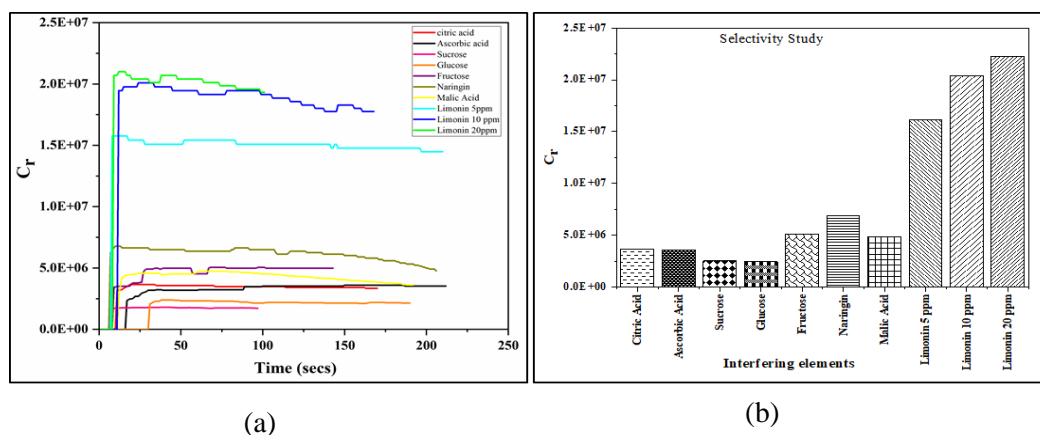 2.5E+07
2.0E+07
1.5E+07
1.0E+07
5.0E+06
0.0E+00
Cr
0
50
100
150
200
250
Time (secs)
citric acid
Ascorbic acid
Sucrose
Glucose
Fructose
Naringin
Malic Acid
Limonin 5ppm
Limonin 10 ppm
Limonin 20ppm
(a)
Selectivity Study
2.5E+07
2.0E+07
1.5E+07
1.0E+07
5.0E+06
0.0E+00
Cr
Citric Acid
Ascorbic Acid
Sucrose
Glucose
Fructose
Naringin
Malic Acid
Limonin 5 ppm
Limonin 10 ppm
Limonin 20 ppm
Interfering elements
(b)